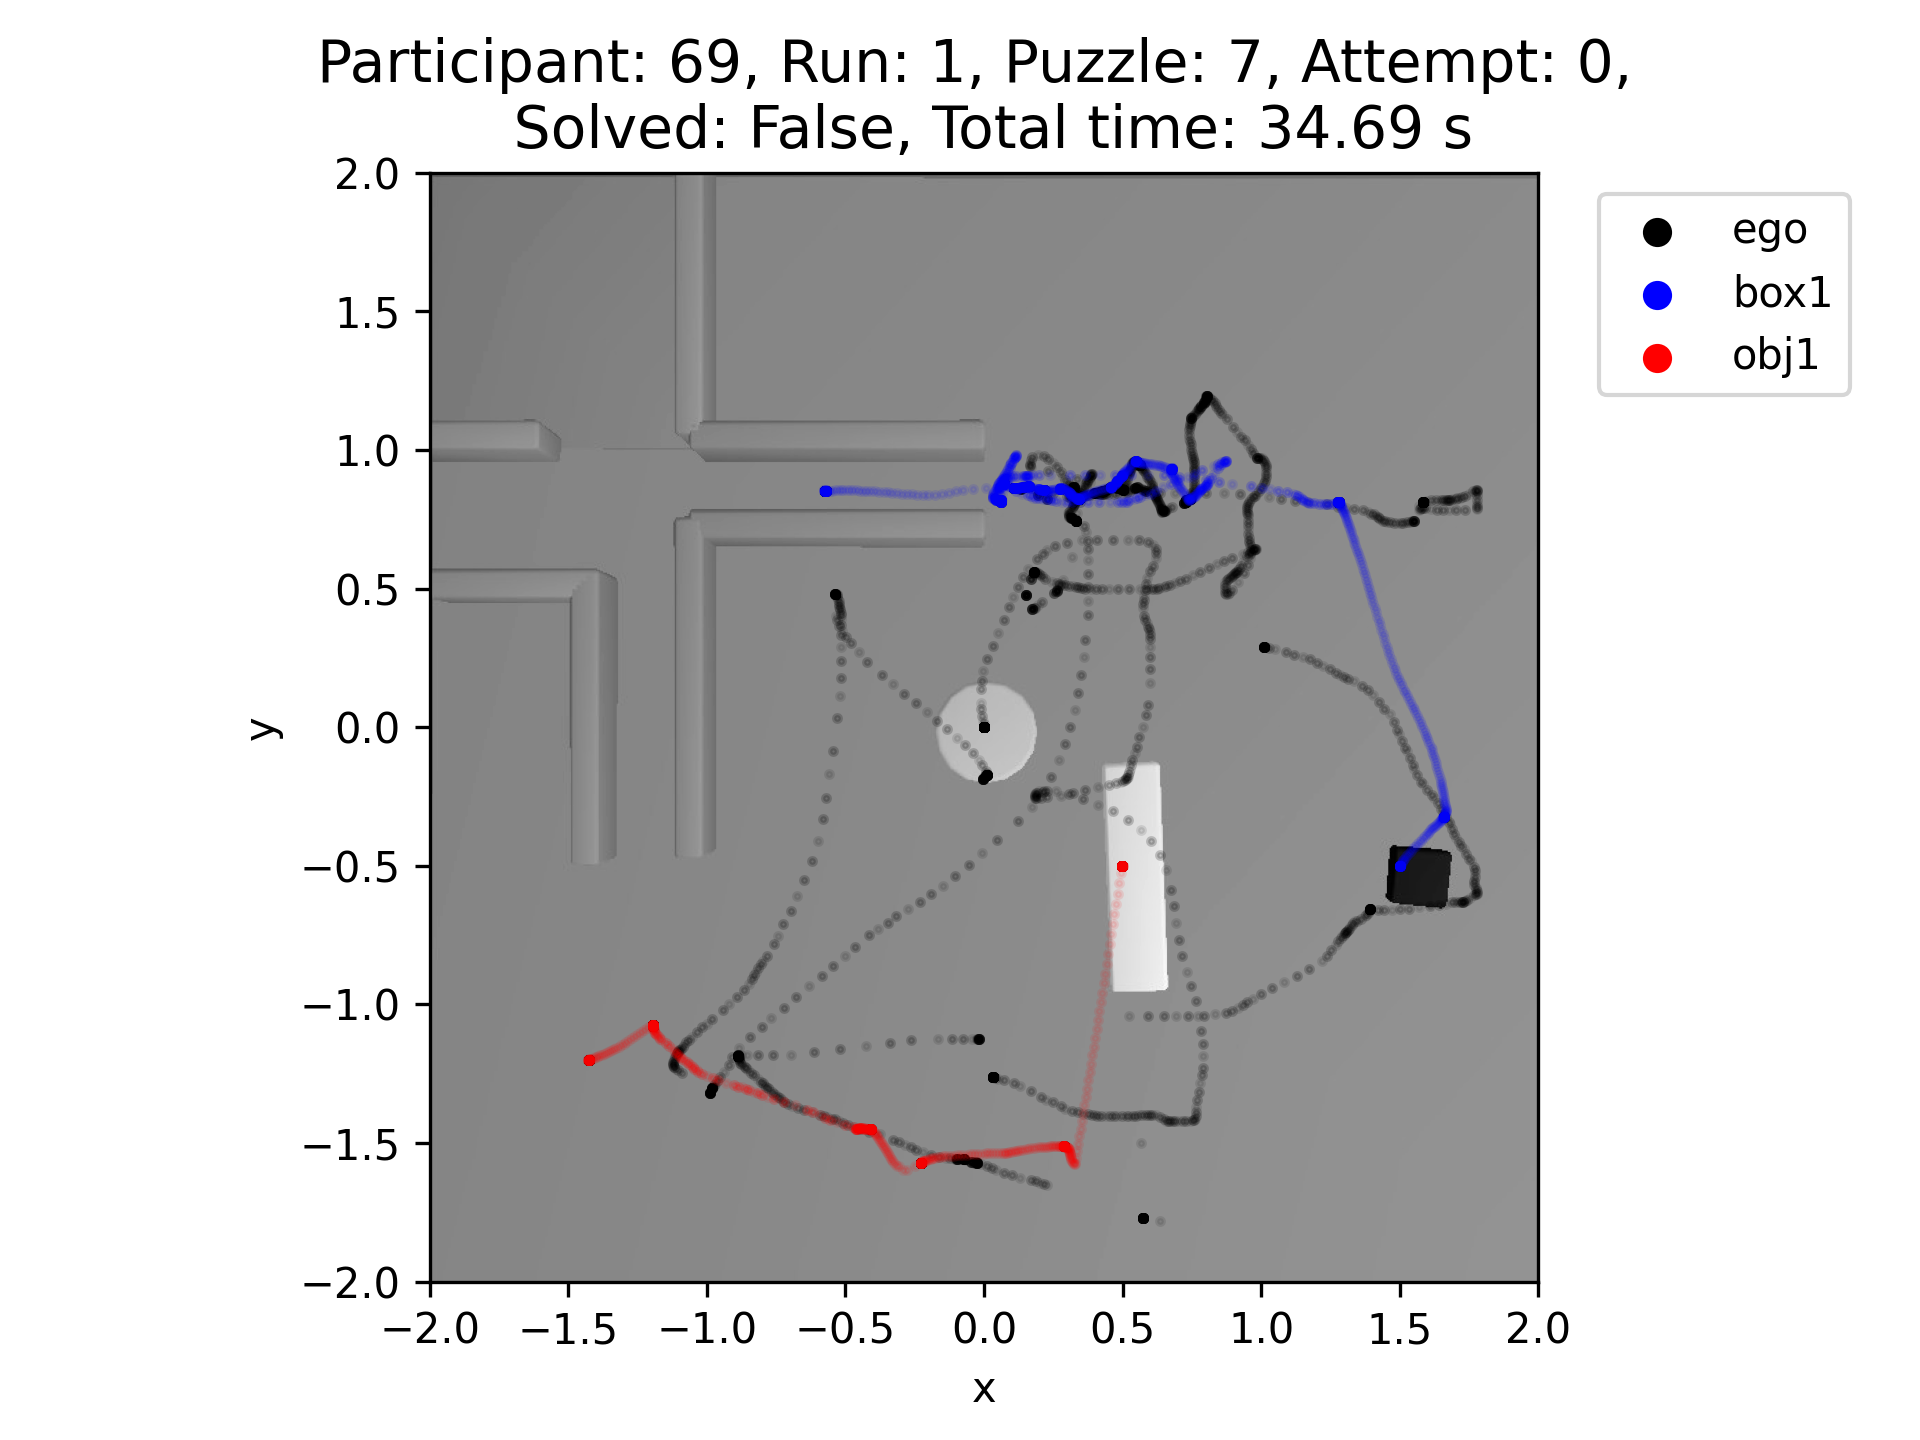 Participant: 69, Run: 1, Puzzle: 7, Attempt: 0,
Solved: False, Total time: 34.69 s
ego
box1
obj1
2.0
1.5
1.0
0.5
0.0
−0.5
−1.0
−1.5
−2.0
y
−2.0 −1.5 −1.0 −0.5 0.0 0.5 1.0 1.5 2.0
x